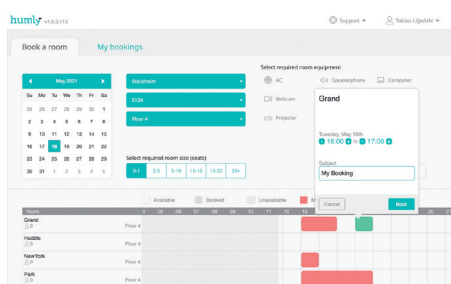 humly v1.5.0.713
Support
Tobias Liljedahl
Book a room
My bookings
Select required room equipment
AC
Speakerphone
Computer
Webcam
Projector
May 2021
Su Mo Tu We Th Fr Sa
25 26 27 28 29 30 1
2 3 4 5 6 7 8
9 10 11 12 13 14 15
16 17 18 19 20 21 22
23 24 25 26 27 28 29
30 31 1 2 3 4 5
Stockholm
S12A
Floor 4
Select required room size (seats)
5-10
10-15
15-20
20+
Grand
Tuesday, May 18th
16:00 to 17:00
Subject
My Booking
Cancel
Book
Available
Booked
Unavailable
Room
Grand
Floor 4
Huddle
Floor 4
NewYork
Floor 4
Park
Floor 4